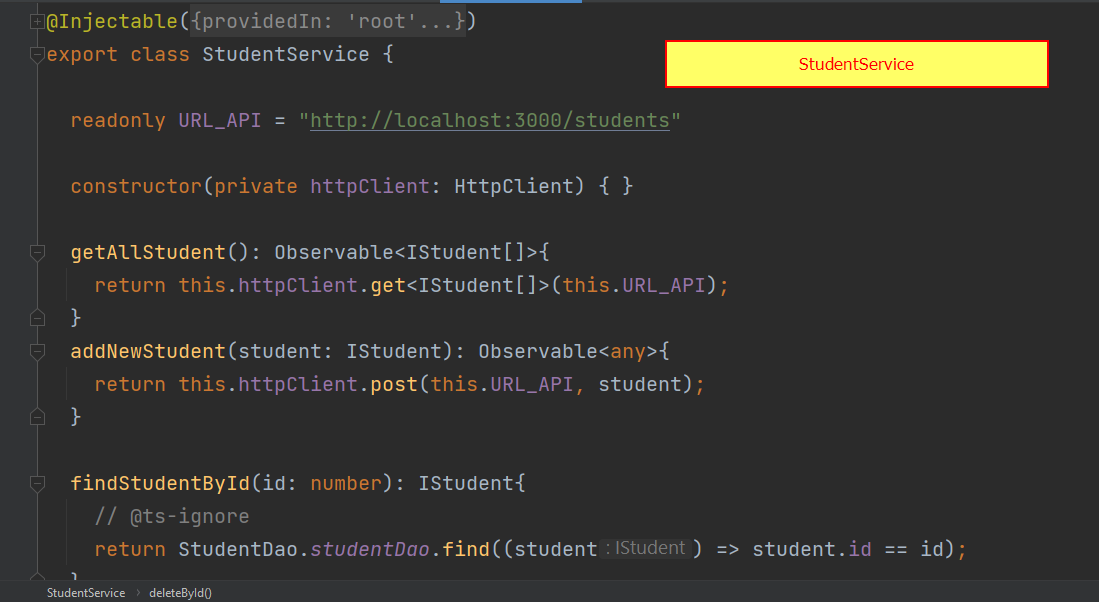 @Injectable({providedIn: 'root'...})
export class StudentService {
StudentService
readonly URL_API = "http://localhost:3000/students"
constructor(private httpClient: HttpClient) { }
getAllStudent(): Observable<IStudent[]>{
return this.httpClient.get<IStudent[]>(this.URL_API);
}
addNewStudent(student: IStudent): Observable<any>{
return this.httpClient.post(this.URL_API, student);
}
findStudentById(id: number): IStudent{
// @ts-ignore
return StudentDao.studentDao.find((student : IStudent ) => student.id == id);
}
StudentService › deleteById()